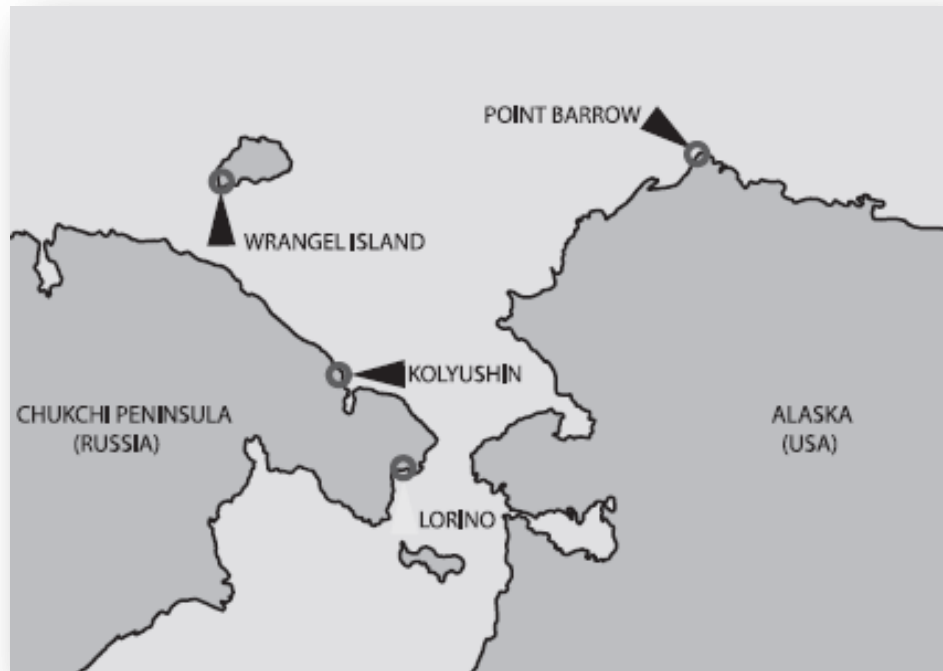 POINT BARROW
WRANGEL ISLAND
KOLYUSHIN
CHUKCHI PENINSULA
(RUSSIA)
ALASKA
(USA)
LORINO